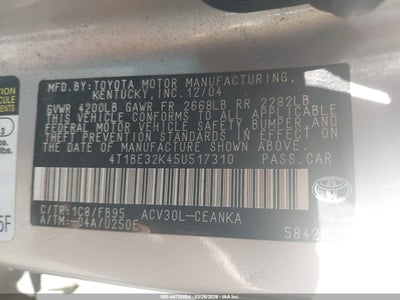 MFD.BY:TOYOTA MOTOR MANUFACTURING,
KENTUCKY, INC.12/04
GVWR 4200LB GAWR FR 2668LB RR 2282LB
THIS VEHICLE CONFORMS TO ALL APPLICABLE
FEDERAL MOTOR VEHICLE SAFETY, BUMPER, AND
THEFT PREVENTION STANDARDS IN EFFECT ON
THE DATE OF MANUFACTURE SHOWN ABOVE.
4T1BE32K45U517310 PASS.CAR
C/TR:1C8/FB95 ACV30L-CEANKA
A/TM:-04A/U250E
TOYOTA